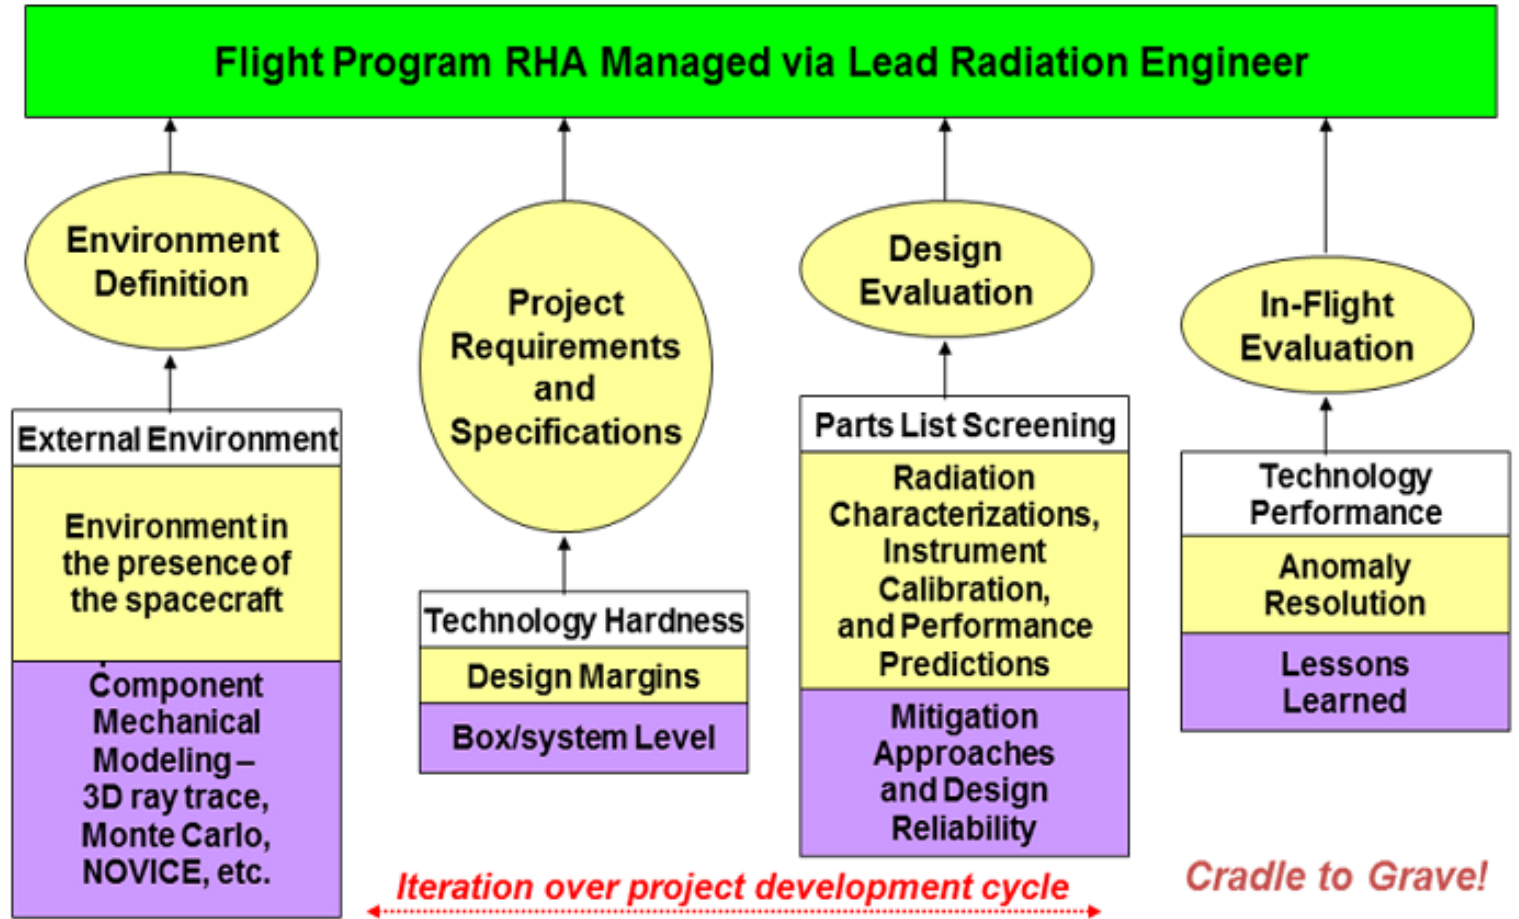 Flight Program RHA Managed via Lead Radiation Engineer
Environment
Definition
External Environment
Environment in
the presence of
the spacecraft
Component
Mechanical
Modeling –
3D ray trace,
Monte Carlo,
NOVICE, etc.
Project
Requirements
and
Specifications
Technology Hardness
Design Margins
Box/system Level
Design
Evaluation
Parts List Screening
Radiation
Characterizations,
Instrument
Calibration,
and Performance
Predictions
Mitigation
Approaches
and Design
Reliability
In-Flight
Evaluation
Technology
Performance
Anomaly
Resolution
Lessons
Learned
Iteration over project development cycle
Cradle to Grave!